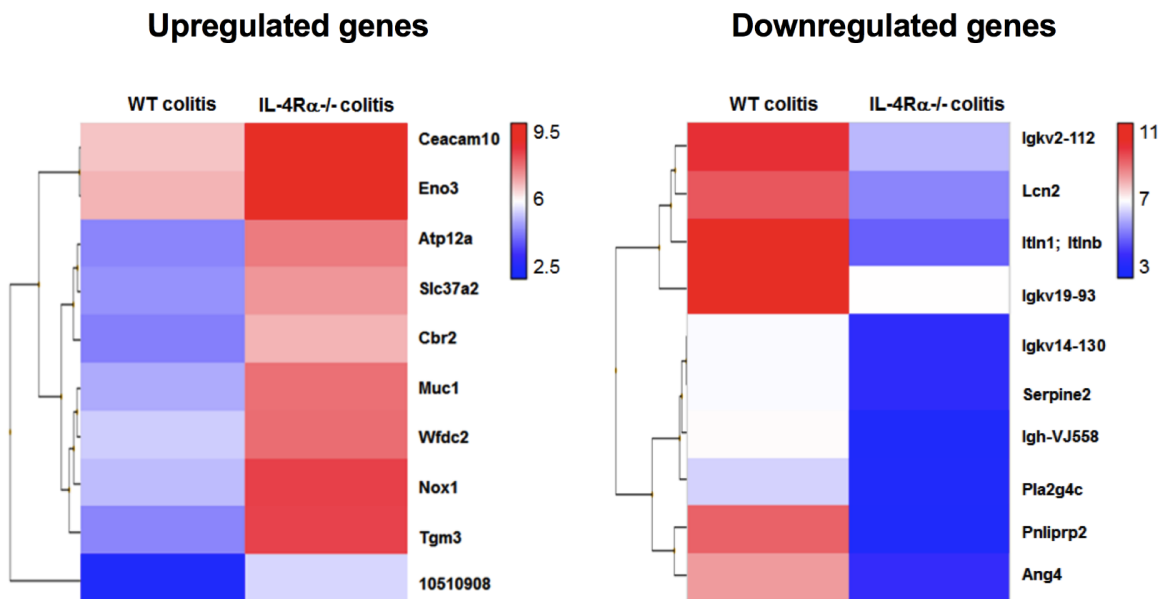 Upregulated genes
WT colitis IL-4Rα-/- colitis
Ceacam10
Eno3
Atp12a
Slc37a2
Cbr2
Muc1
Wfdc2
Nox1
Tgm3
10510908
9.5
6
2.5
Downregulated genes
WT colitis IL-4Rα-/- colitis
Igkv2-112
Lcn2
Itln1; Itlnb
Igkv19-93
Igkv14-130
Serpine2
Igh-VJ558
Pla2g4c
Pnliprp2
Ang4
11
7
3